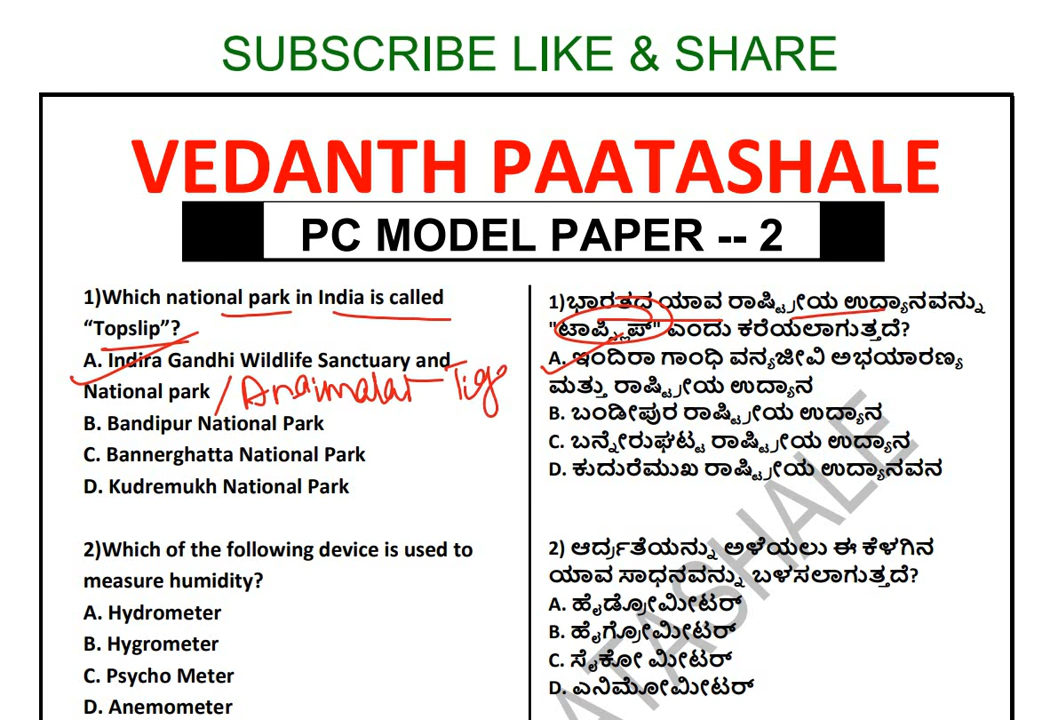 SUBSCRIBE LIKE & SHARE
VEDANTH PAATASHALE
PC MODEL PAPER -- 2
1)Which national park in India is called
“Topslip”?
A. Indira Gandhi Wildlife Sanctuary and
National park / Anaimalai Tige
B. Bandipur National Park
C. Bannerghatta National Park
D. Kudremukh National Park
2)Which of the following device is used to
measure humidity?
A. Hydrometer
B. Hygrometer
C. Psycho Meter
D. Anemometer
1)ಭಾರತದ ಯಾವ ರಾಷ್ಟ್ರೀಯ ಉದ್ಯಾನವನ್ನು
"ಟಾಪ್ಸ್ಲಿಪ್" ಎಂದು ಕರೆಯಲಾಗುತ್ತದೆ?
A. ಇಂದಿರಾ ಗಾಂಧಿ ವನ್ಯಜೀವಿ ಅಭಯಾರಣ್ಯ
ಮತ್ತು ರಾಷ್ಟ್ರೀಯ ಉದ್ಯಾನ
B. ಬಂಡೀಪುರ ರಾಷ್ಟ್ರೀಯ ಉದ್ಯಾನ
C. ಬನ್ನೇರುಘಟ್ಟ ರಾಷ್ಟ್ರೀಯ ಉದ್ಯಾನ
D. ಕುದುರೆಮುಖ ರಾಷ್ಟ್ರೀಯ ಉದ್ಯಾನವನ
2) ಆರ್ದ್ರತೆಯನ್ನು ಅಳೆಯಲು ಈ ಕೆಳಗಿನ
ಯಾವ ಸಾಧನವನ್ನು ಬಳಸಲಾಗುತ್ತದೆ?
A. ಹೈಡ್ರೋಮೀಟರ್
B. ಹೈಗ್ರೋಮೀಟರ್
C. ಸೈಕೋ ಮೀಟರ್
D. ಎನಿಮೋಮೀಟರ್
ATASHALE